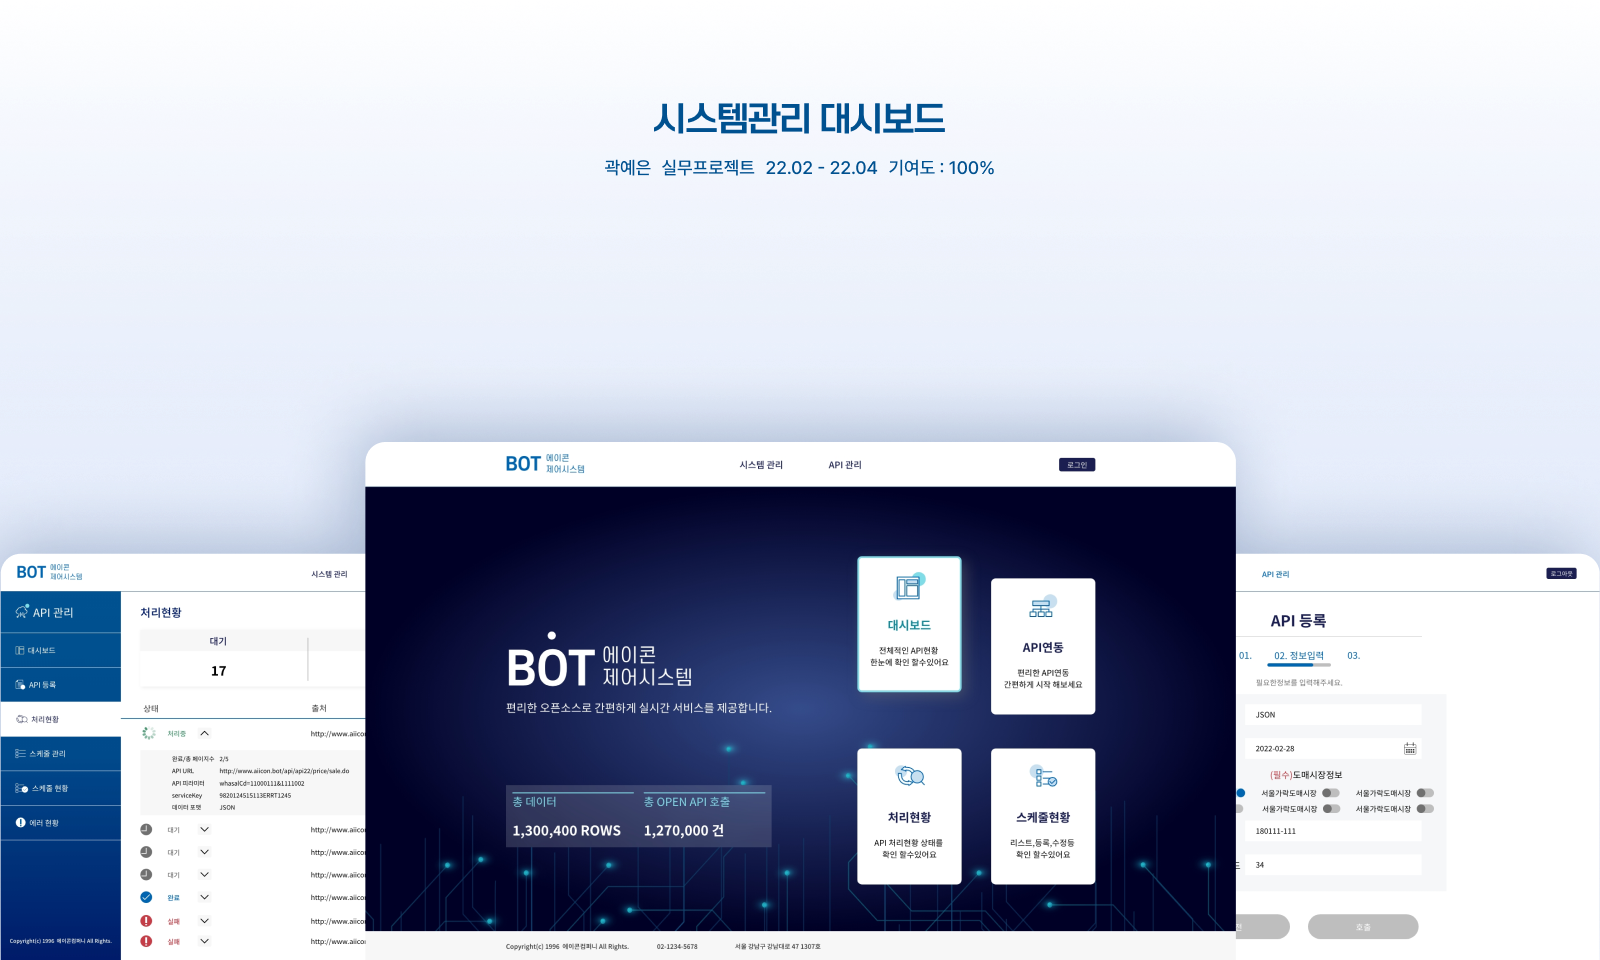 시스템관리 대시보드
곽예은 실무프로젝트 22.02 - 22.04 기여도 : 100%
BOT 에이콘
제어시스템
시스템 관리
API 관리
대시보드
API 등록
처리현황
스케줄 관리
스케줄 현황
에러 현황
Copyright(c) 1996 에이콘컴퍼니 All Rights.
처리현황
대기
17
상태 출처
처리중 http://www.aiico
완료/총 페이지수 2/5
API URL http://www.aiicon.bot/api/api22/price/sale.do
API 파라미터 whasalCd=11000111&1111002
serviceKey 9820124515113ERRT1245
데이터 포맷 JSON
대기 http://www.aiico
대기 http://www.aiico
대기 http://www.aiico
완료 http://www.aiico
실패 http://www.aiico
실패 http://www.aiico
BOT 에이콘
제어시스템
시스템 관리 API 관리 로그인
BOT 에이콘
제어시스템
편리한 오픈소스로 간편하게 실시간 서비스를 제공합니다.
총 데이터 총 OPEN API 호출
1,300,400 ROWS 1,270,000 건
대시보드
전체적인 API현황
한눈에 확인 할수있어요
API연동
편리한 API연동
간편하게 시작 해보세요
처리현황
API 처리현황 상태를
확인 할수있어요
스케줄현황
리스트,등록,수정등
확인 할수있어요
Copyright(c) 1996 에이콘컴퍼니 All Rights. 02-1234-5678 서울 강남구 강남대로 47 1307호
API 관리 로그아웃
API 등록
01. 02. 정보입력 03.
필요한정보를 입력해주세요.
JSON
2022-02-28
(필수)도매시장정보
서울가락도매시장 서울가락도매시장
서울가락도매시장 서울가락도매시장
180111-111
34
호출